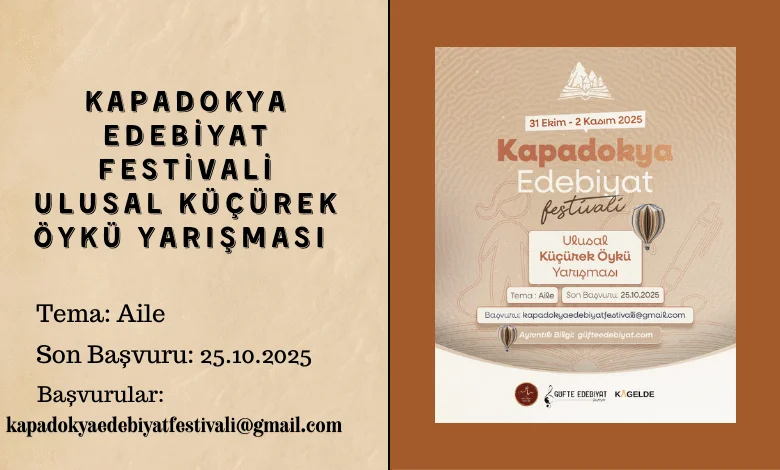 KAPADOKYA
EDEBİYAT
FESTİVALİ
ULUSAL KÜÇÜREK
ÖYKÜ YARIŞMASI
Tema: Aile
Son Başvuru: 25.10.2025
Başvurular:
kapadokyaedebiyatfestivali@gmail.com
31 Ekim - 2 Kasım 2025
Kapadokya
Edebiyat
festivali
Ulusal
Küçürek Öykü
Yarışması
Tema : Aile
Son Başvuru: 25.10.2025
Başvuru: kapadokyaedebiyatfestivali@gmail.com
Ayrıntılı Bilgi: gufteedebiyat.com
GÜFTE EDEBİYAT
KAGELDE